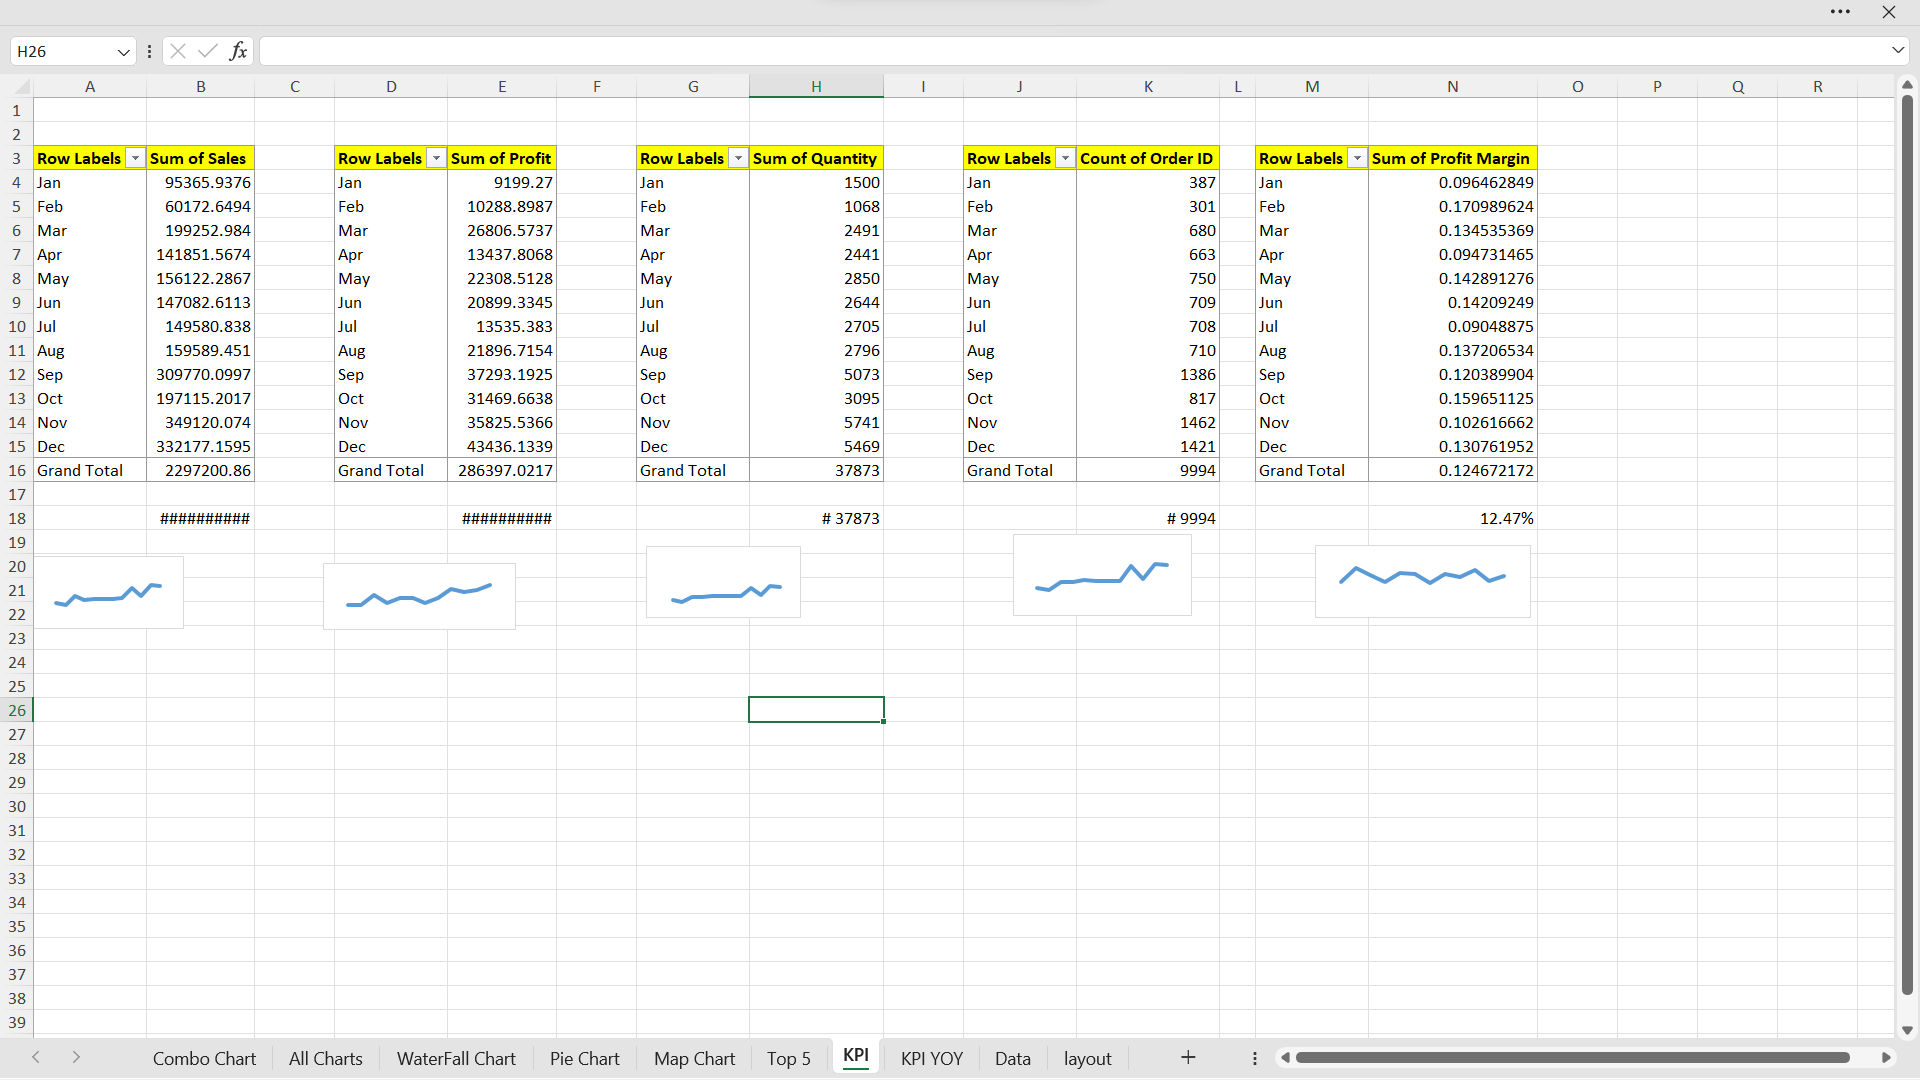 H26 fx
A B C D E F G H I J K L M N O P Q R
1
2
3 Row Labels Sum of Sales Row Labels Sum of Profit Row Labels Sum of Quantity Row Labels Count of Order ID Row Labels Sum of Profit Margin
4 Jan 95365.9376 Jan 9199.27 Jan 1500 Jan 387 Jan 0.096462849
5 Feb 60172.6494 Feb 10288.8987 Feb 1068 Feb 301 Feb 0.170989624
6 Mar 199252.984 Mar 26806.5737 Mar 2491 Mar 680 Mar 0.134535369
7 Apr 141851.5674 Apr 13437.8068 Apr 2441 Apr 663 Apr 0.094731465
8 May 156122.2867 May 22308.5128 May 2850 May 750 May 0.142891276
9 Jun 147082.6113 Jun 20899.3345 Jun 2644 Jun 709 Jun 0.14209249
10 Jul 149580.838 Jul 13535.383 Jul 2705 Jul 708 Jul 0.09048875
11 Aug 159589.451 Aug 21896.7154 Aug 2796 Aug 710 Aug 0.137206534
12 Sep 309770.0997 Sep 37293.1925 Sep 5073 Sep 1386 Sep 0.120389904
13 Oct 197115.2017 Oct 31469.6638 Oct 3095 Oct 817 Oct 0.159651125
14 Nov 349120.074 Nov 35825.5366 Nov 5741 Nov 1462 Nov 0.102616662
15 Dec 332177.1595 Dec 43436.1339 Dec 5469 Dec 1421 Dec 0.130761952
16 Grand Total 2297200.86 Grand Total 286397.0217 Grand Total 37873 Grand Total 9994 Grand Total 0.124672172
17
18 ########## ########## # 37873 # 9994 12.47%
19
20
21
22
23
24
25
26
27
28
29
30
31
32
33
34
35
36
37
38
39
Combo Chart All Charts WaterFall Chart Pie Chart Map Chart Top 5 KPI KPI YOY Data layout